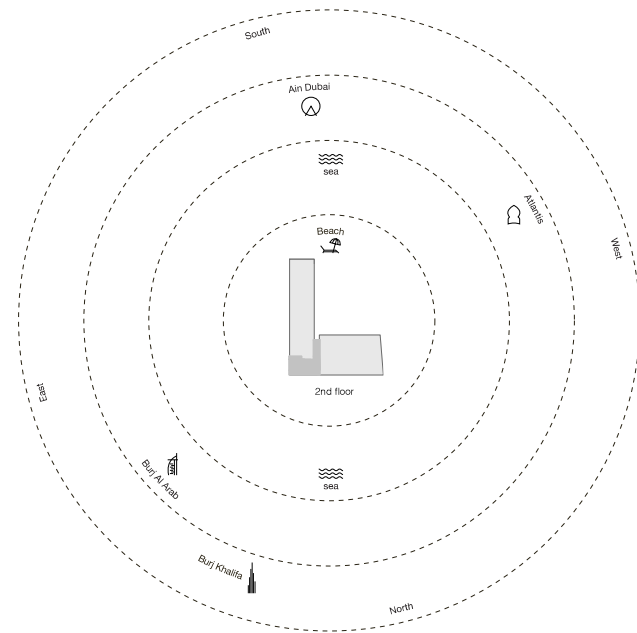 South
Ain Dubai
sea
Atlantis
Beach
West
2nd floor
East
Burj Al Arab
sea
Burj Khalifa
North